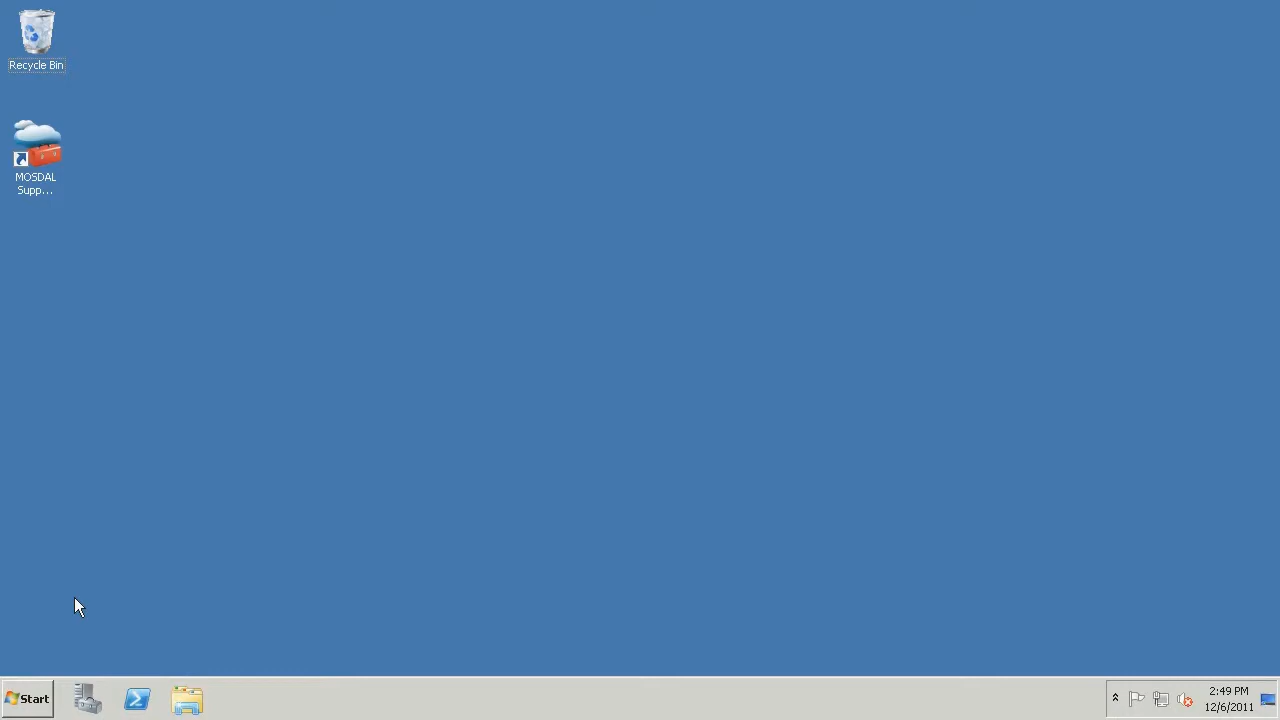 Recycle Bin
MOSDAL
Supp...
Start
2:49 PM
12/6/2011